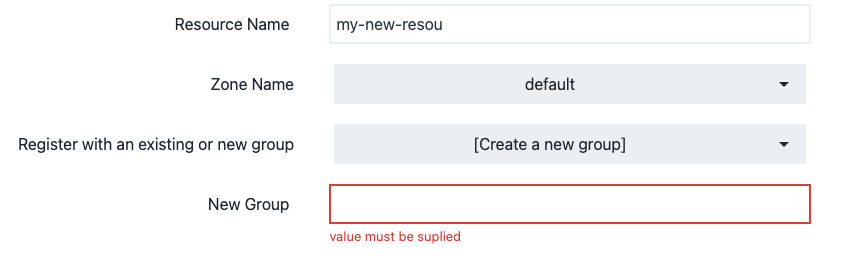 Resource Name my-new-resou
Zone Name default
Register with an existing or new group [Create a new group]
New Group
value must be suplied